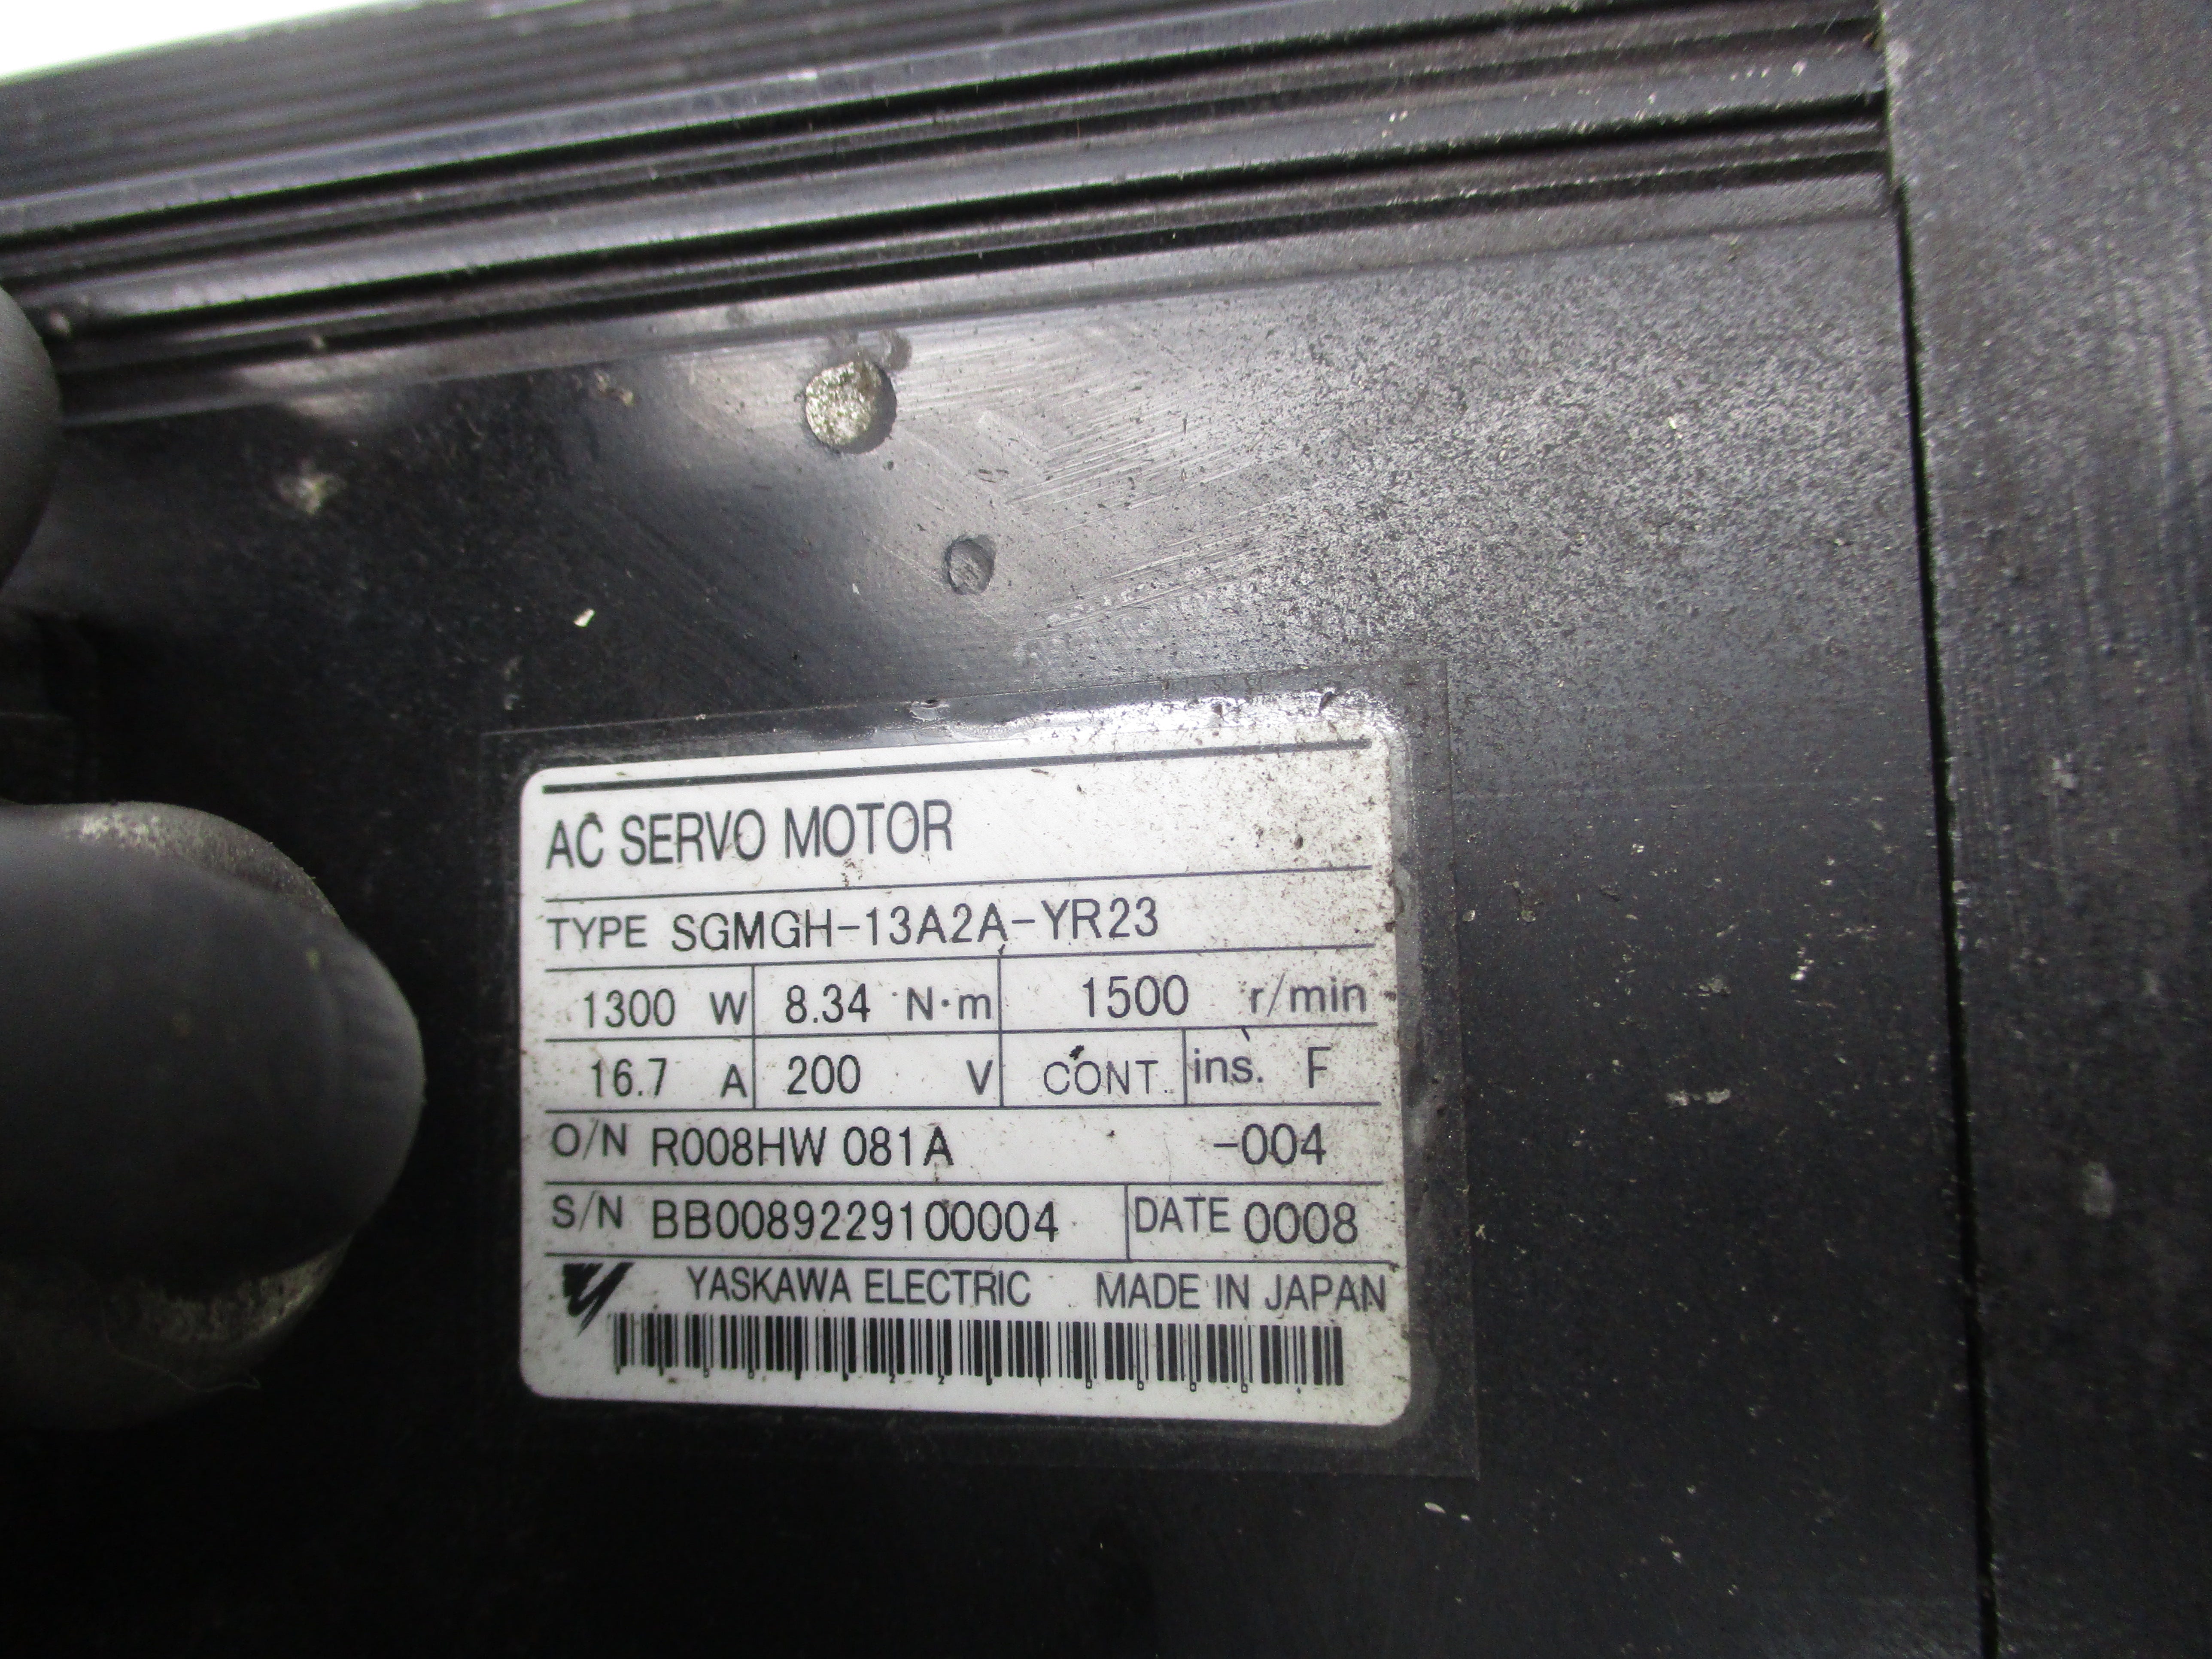 AC SERVO MOTOR
TYPE SGMGH-13A2A-YR23
1300 W 8.34 N·m 1500 r/min
16.7 A 200 V CONT. ins. F
O/N R008HW 081A -004
S/N BB0089229100004 DATE 0008
YASKAWA ELECTRIC MADE IN JAPAN